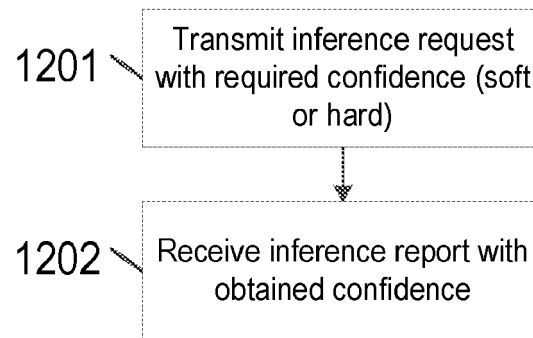 1201
Transmit inference request
with required confidence (soft
or hard)
1202
Receive inference report with
obtained confidence